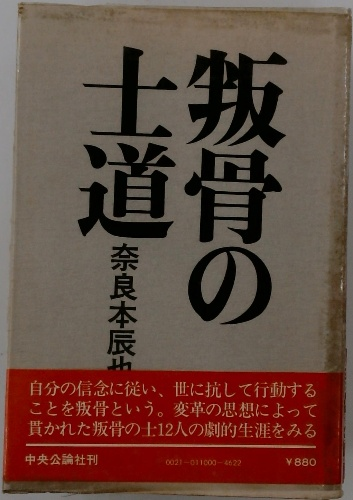 叛骨の
士道
奈良本辰也
自分の信念に従い、世に抗して行動する
ことを叛骨という。変革の思想によって
貫かれた叛骨の士12人の劇的生涯をみる
中央公論社刊
0021-011000-4622
¥880